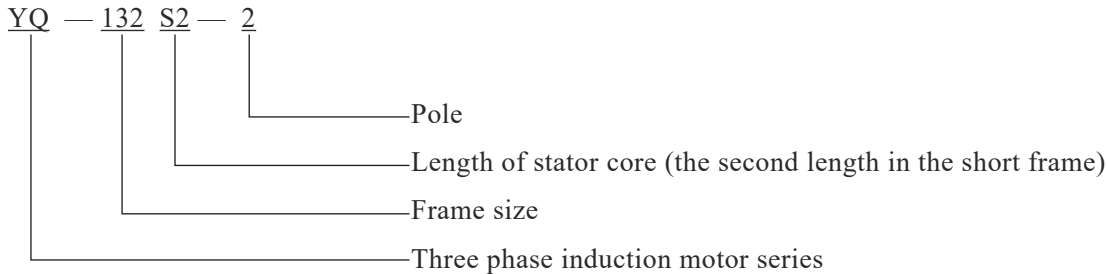 YQ — 132 S2 — 2
Pole
Length of stator core (the second length in the short frame)
Frame size
Three phase induction motor series